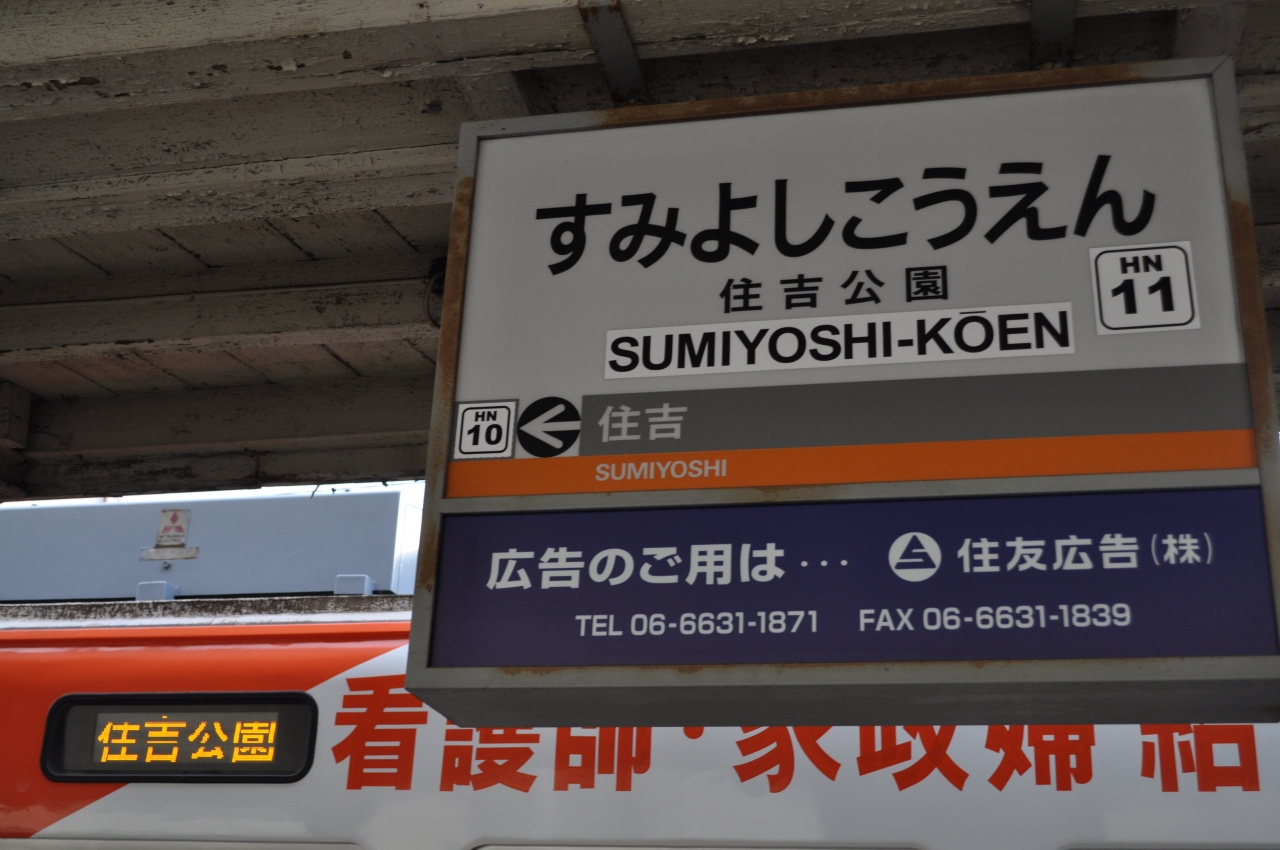 すみよしこうえん
住吉公園
SUMIYOSHI-KŌEN
HN
11
HN
10
住吉
SUMIYOSHI
広告のご用は… 住友広告(株)
TEL 06-6631-1871 FAX 06-6631-1839
住吉公園
看護師・家政婦 紹